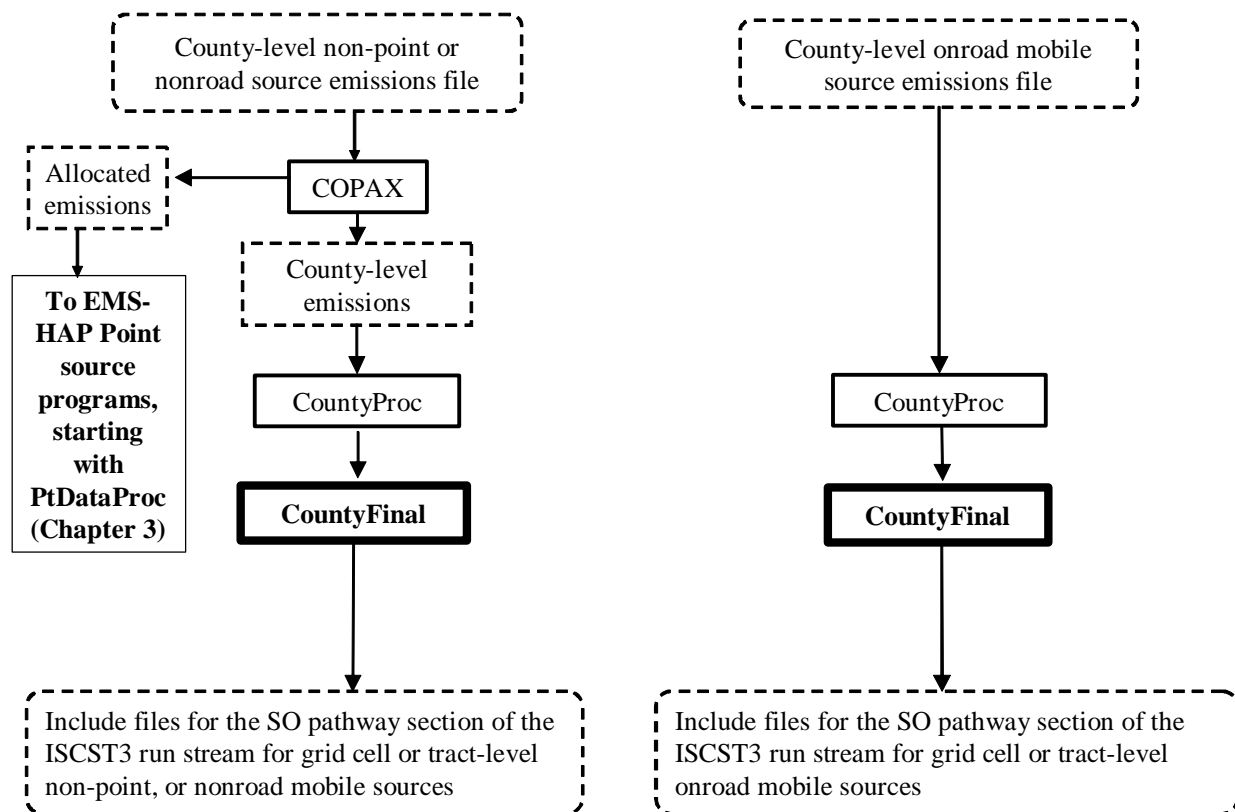 County-level non-point or
nonroad source emissions file
County-level onroad mobile
source emissions file
Allocated
emissions
COPAX
County-level
emissions
To EMS-
HAP Point
source
programs,
starting
with
PtDataProc
(Chapter 3)
CountyProc
CountyProc
CountyFinal
CountyFinal
Include files for the SO pathway section of the
ISCST3 run stream for grid cell or tract-level
non-point, or nonroad mobile sources
Include files for the SO pathway section of the
ISCST3 run stream for grid cell or tract-level
onroad mobile sources